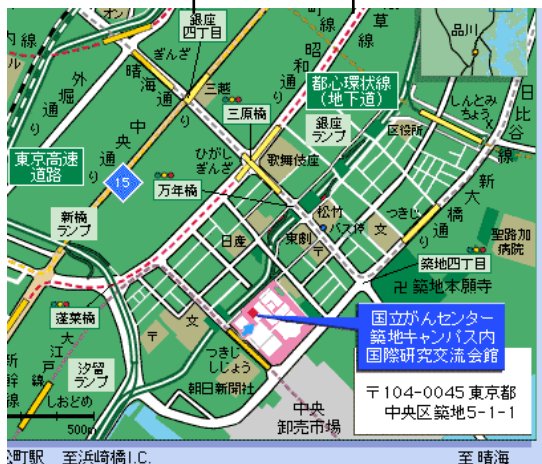 銀座
四丁目
ぎんざ
晴海通り
三越
昭和通り
三原橋
都心環状線
(地下道)
品川
外堀通り
中央通り
東京高速
道路
15
ひがし
ぎんざ
歌舞伎座
銀座
ランプ
区役所
しんとみ
ちょう
日比谷線
万年橋
新橋
ランプ
松竹
バス停
つきじ
文
新大橋通り
日産
東劇
〒
聖路加
病院
築地四丁目
卍 築地本願寺
蓬莱橋
大江戸線
〒
文
国立がんセンター
築地キャンパス内
国際研究交流会館
汐留
ランプ
つきじ
しじょう
朝日新聞社
新幹線
しおどめ
500m
中央
卸売市場
〒104-0045 東京都
中央区築地5-1-1
町駅
至浜崎橋I.C.
至 晴海